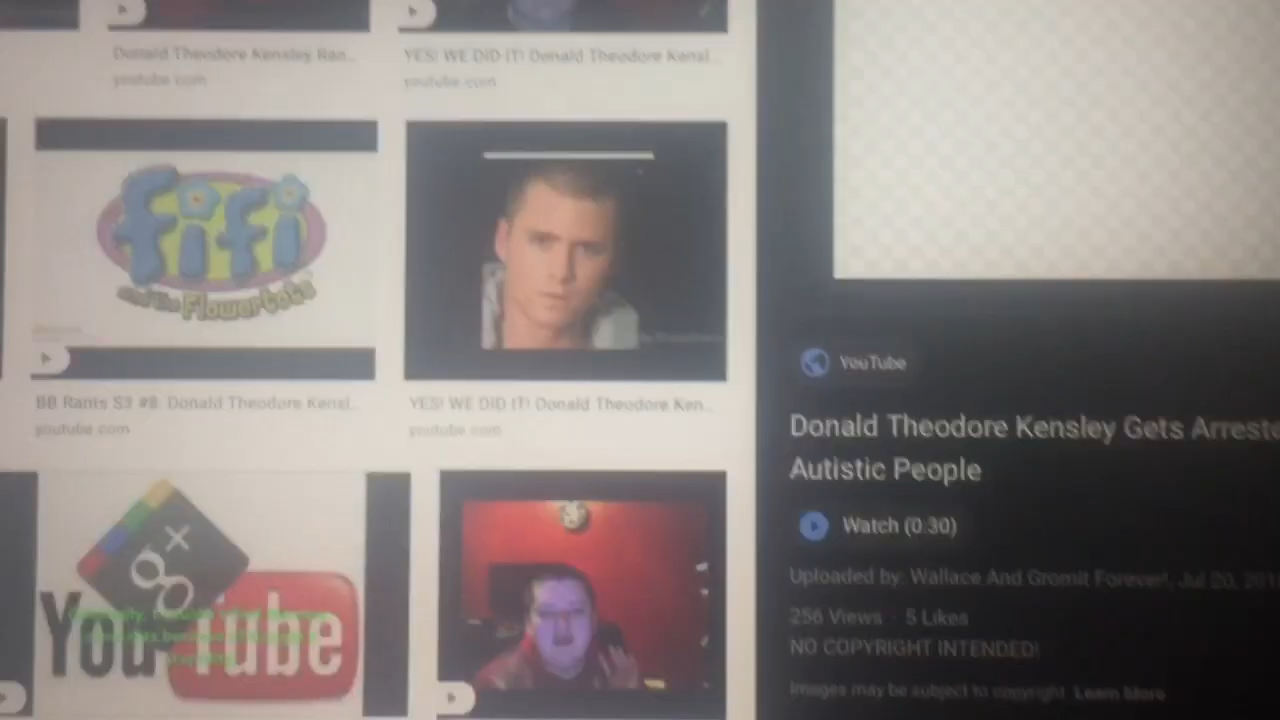 Donald Theodore Kensley Ran...
youtube.com
YES! WE DID IT! Donald Theodore Kensl...
youtube.com
fifi
and the Flowertots
BB Rants S3 #8: Donald Theodore Kensl...
youtube.com
YES! WE DID IT! Donald Theodore Ken...
youtube.com
g+
YouTube
YouTube
Donald Theodore Kensley Gets Arreste
Autistic People
Watch (0:30)
Uploaded by: Wallace And Gromit Forever!, Jul 20, 201
256 Views · 5 Likes
NO COPYRIGHT INTENDED!
Images may be subject to copyright. Learn More